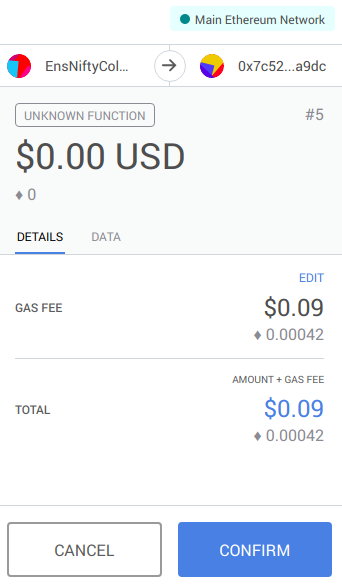 Main Ethereum Network
EnsNiftyCol... 0x7c52...a9dc
UNKNOWN FUNCTION #5
$0.00 USD
♦ 0
DETAILS DATA
EDIT
GAS FEE $0.09
♦ 0.00042
AMOUNT + GAS FEE
TOTAL $0.09
♦ 0.00042
CANCEL CONFIRM